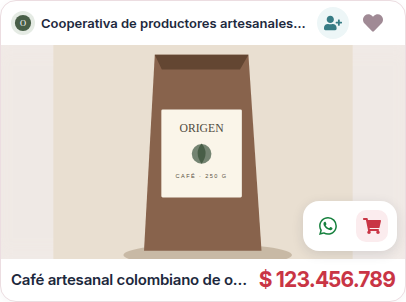 O
Cooperativa de productores artesanales...
ORIGEN
CAFÉ · 250 G
Café artesanal colombiano de o...
$ 123.456.789